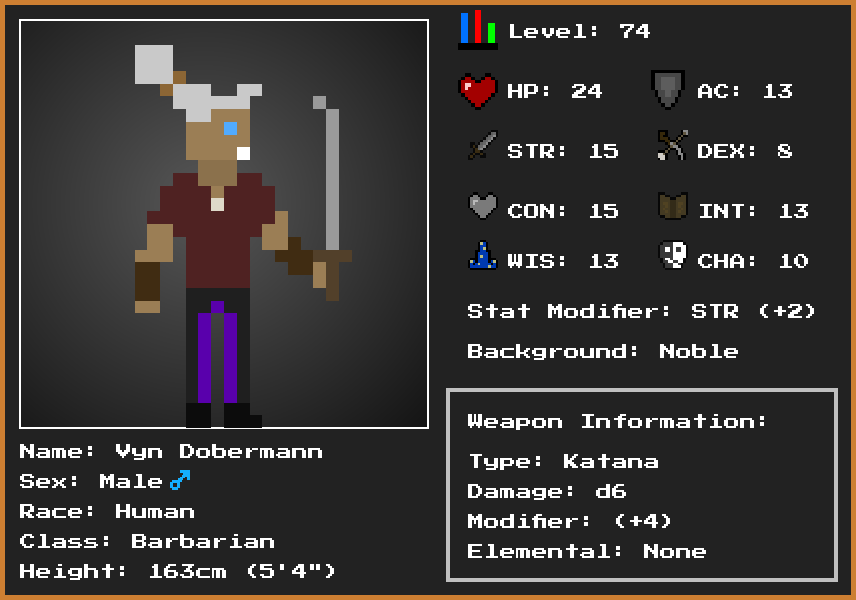 Level: 74
HP: 24
AC: 13
STR: 15
DEX: 8
CON: 15
INT: 13
WIS: 13
CHA: 10
Stat Modifier: STR (+2)
Background: Noble
Weapon Information:
Type: Katana
Damage: d6
Modifier: (+4)
Elemental: None
Name: Vyn Dobermann
Sex: Male♂
Race: Human
Class: Barbarian
Height: 163cm (5'4")